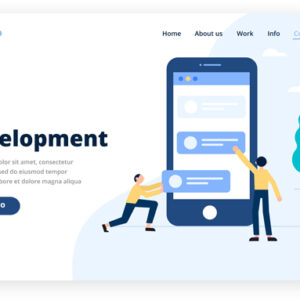 Home About us Work Info
elopment
olor sit amet, consectetur
sed do eiusmod tempor
bore et dolore magna aliqua